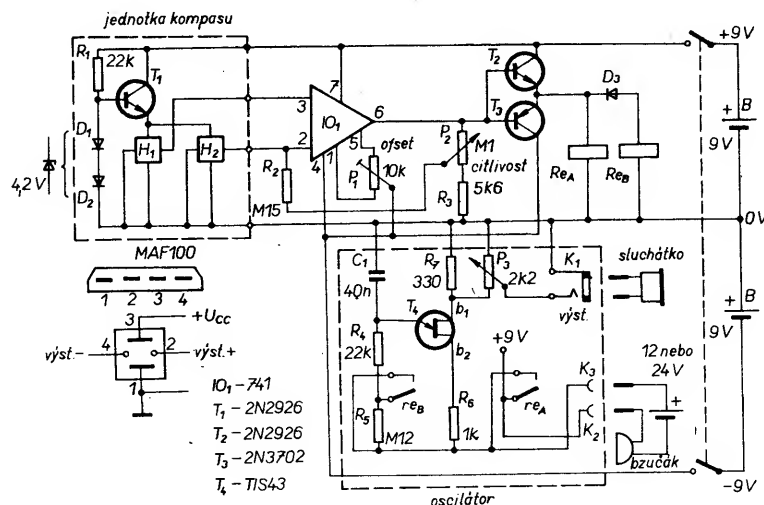 jednotka kompasu
R1
22k
T1
D1
4,2V
D2
H1
H2
MAF100
1 2 3 4
3
+Ucc
4
výst.-
2
výst.+
1
IO1-741
T1-2N2926
T2-2N2926
T3-2N3702
T4-TIS43
3
2
R2
M15
7
IO1
6
5
4
1
ofset
10k
P1
P2
M1
citlivost
R3
5k6
T2
T3
D3
ReA
ReB
+9V
+
B
9V
0V
+
B
9V
-9V
C1
40n
R7
330
P3
2k2
K1
výst.
sluchátko
T4
b1
b2
R4
22k
reB
R5
M12
R6
1k
+9V
reA
K3
K2
12 nebo
24V
+
bzučák
oscilátor